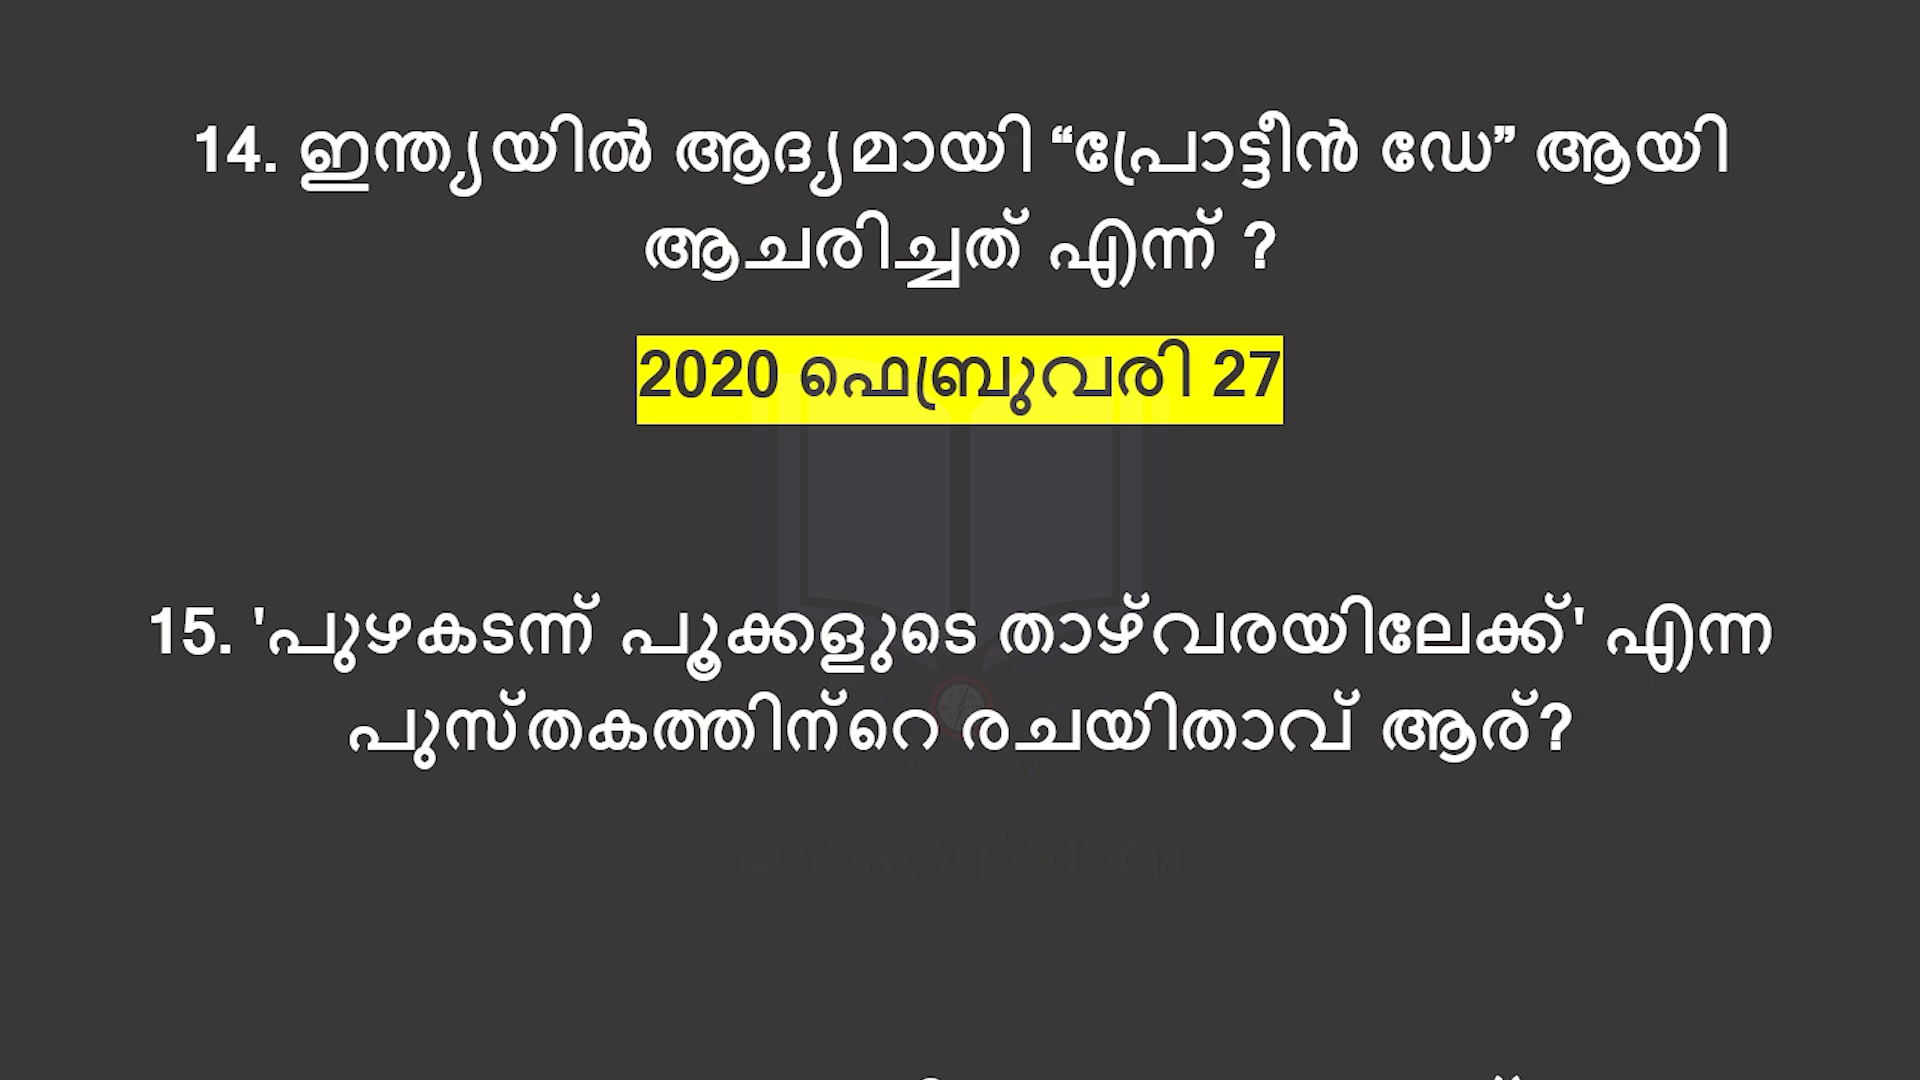 14. ഇന്ത്യയിൽ ആദ്യമായി “പ്രോട്ടീൻ ഡേ” ആയി
ആചരിച്ചത് എന്ന് ?
2020 ഫെബ്രുവരി 27
15. 'പുഴകടന്ന് പൂക്കളുടെ താഴ്‌വരയിലേക്ക്' എന്ന
പുസ്തകത്തിന്റെ രചയിതാവ് ആര്?
മോഹൻലാൽ